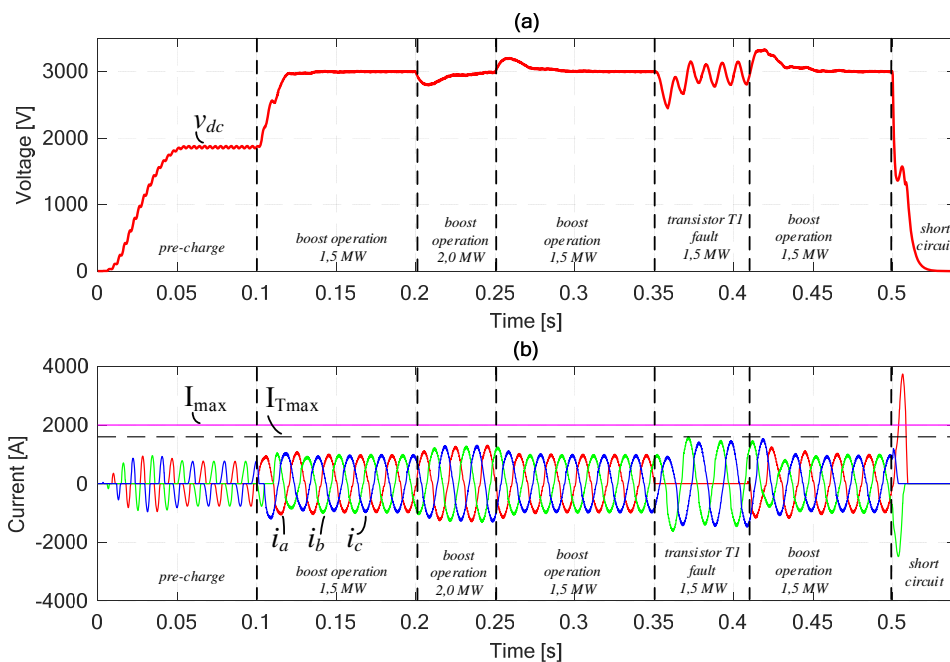 (a)
Voltage [V]
3000
2000
1000
0
v_dc
pre-charge
boost operation
1,5 MW
boost
operation
2,0 MW
boost
operation
1,5 MW
transistor T1
fault
1,5 MW
boost
operation
1,5 MW
short
circuit
0 0.05 0.1 0.15 0.2 0.25 0.3 0.35 0.4 0.45 0.5
Time [s]
(b)
Current [A]
4000
2000
0
-2000
-4000
I_max
I_Tmax
i_a i_b i_c
pre-charge
boost operation
1,5 MW
boost
operation
2,0 MW
boost
operation
1,5 MW
transistor T1
fault
1,5 MW
boost
operation
1,5 MW
short
circuit
0 0.05 0.1 0.15 0.2 0.25 0.3 0.35 0.4 0.45 0.5
Time [s]